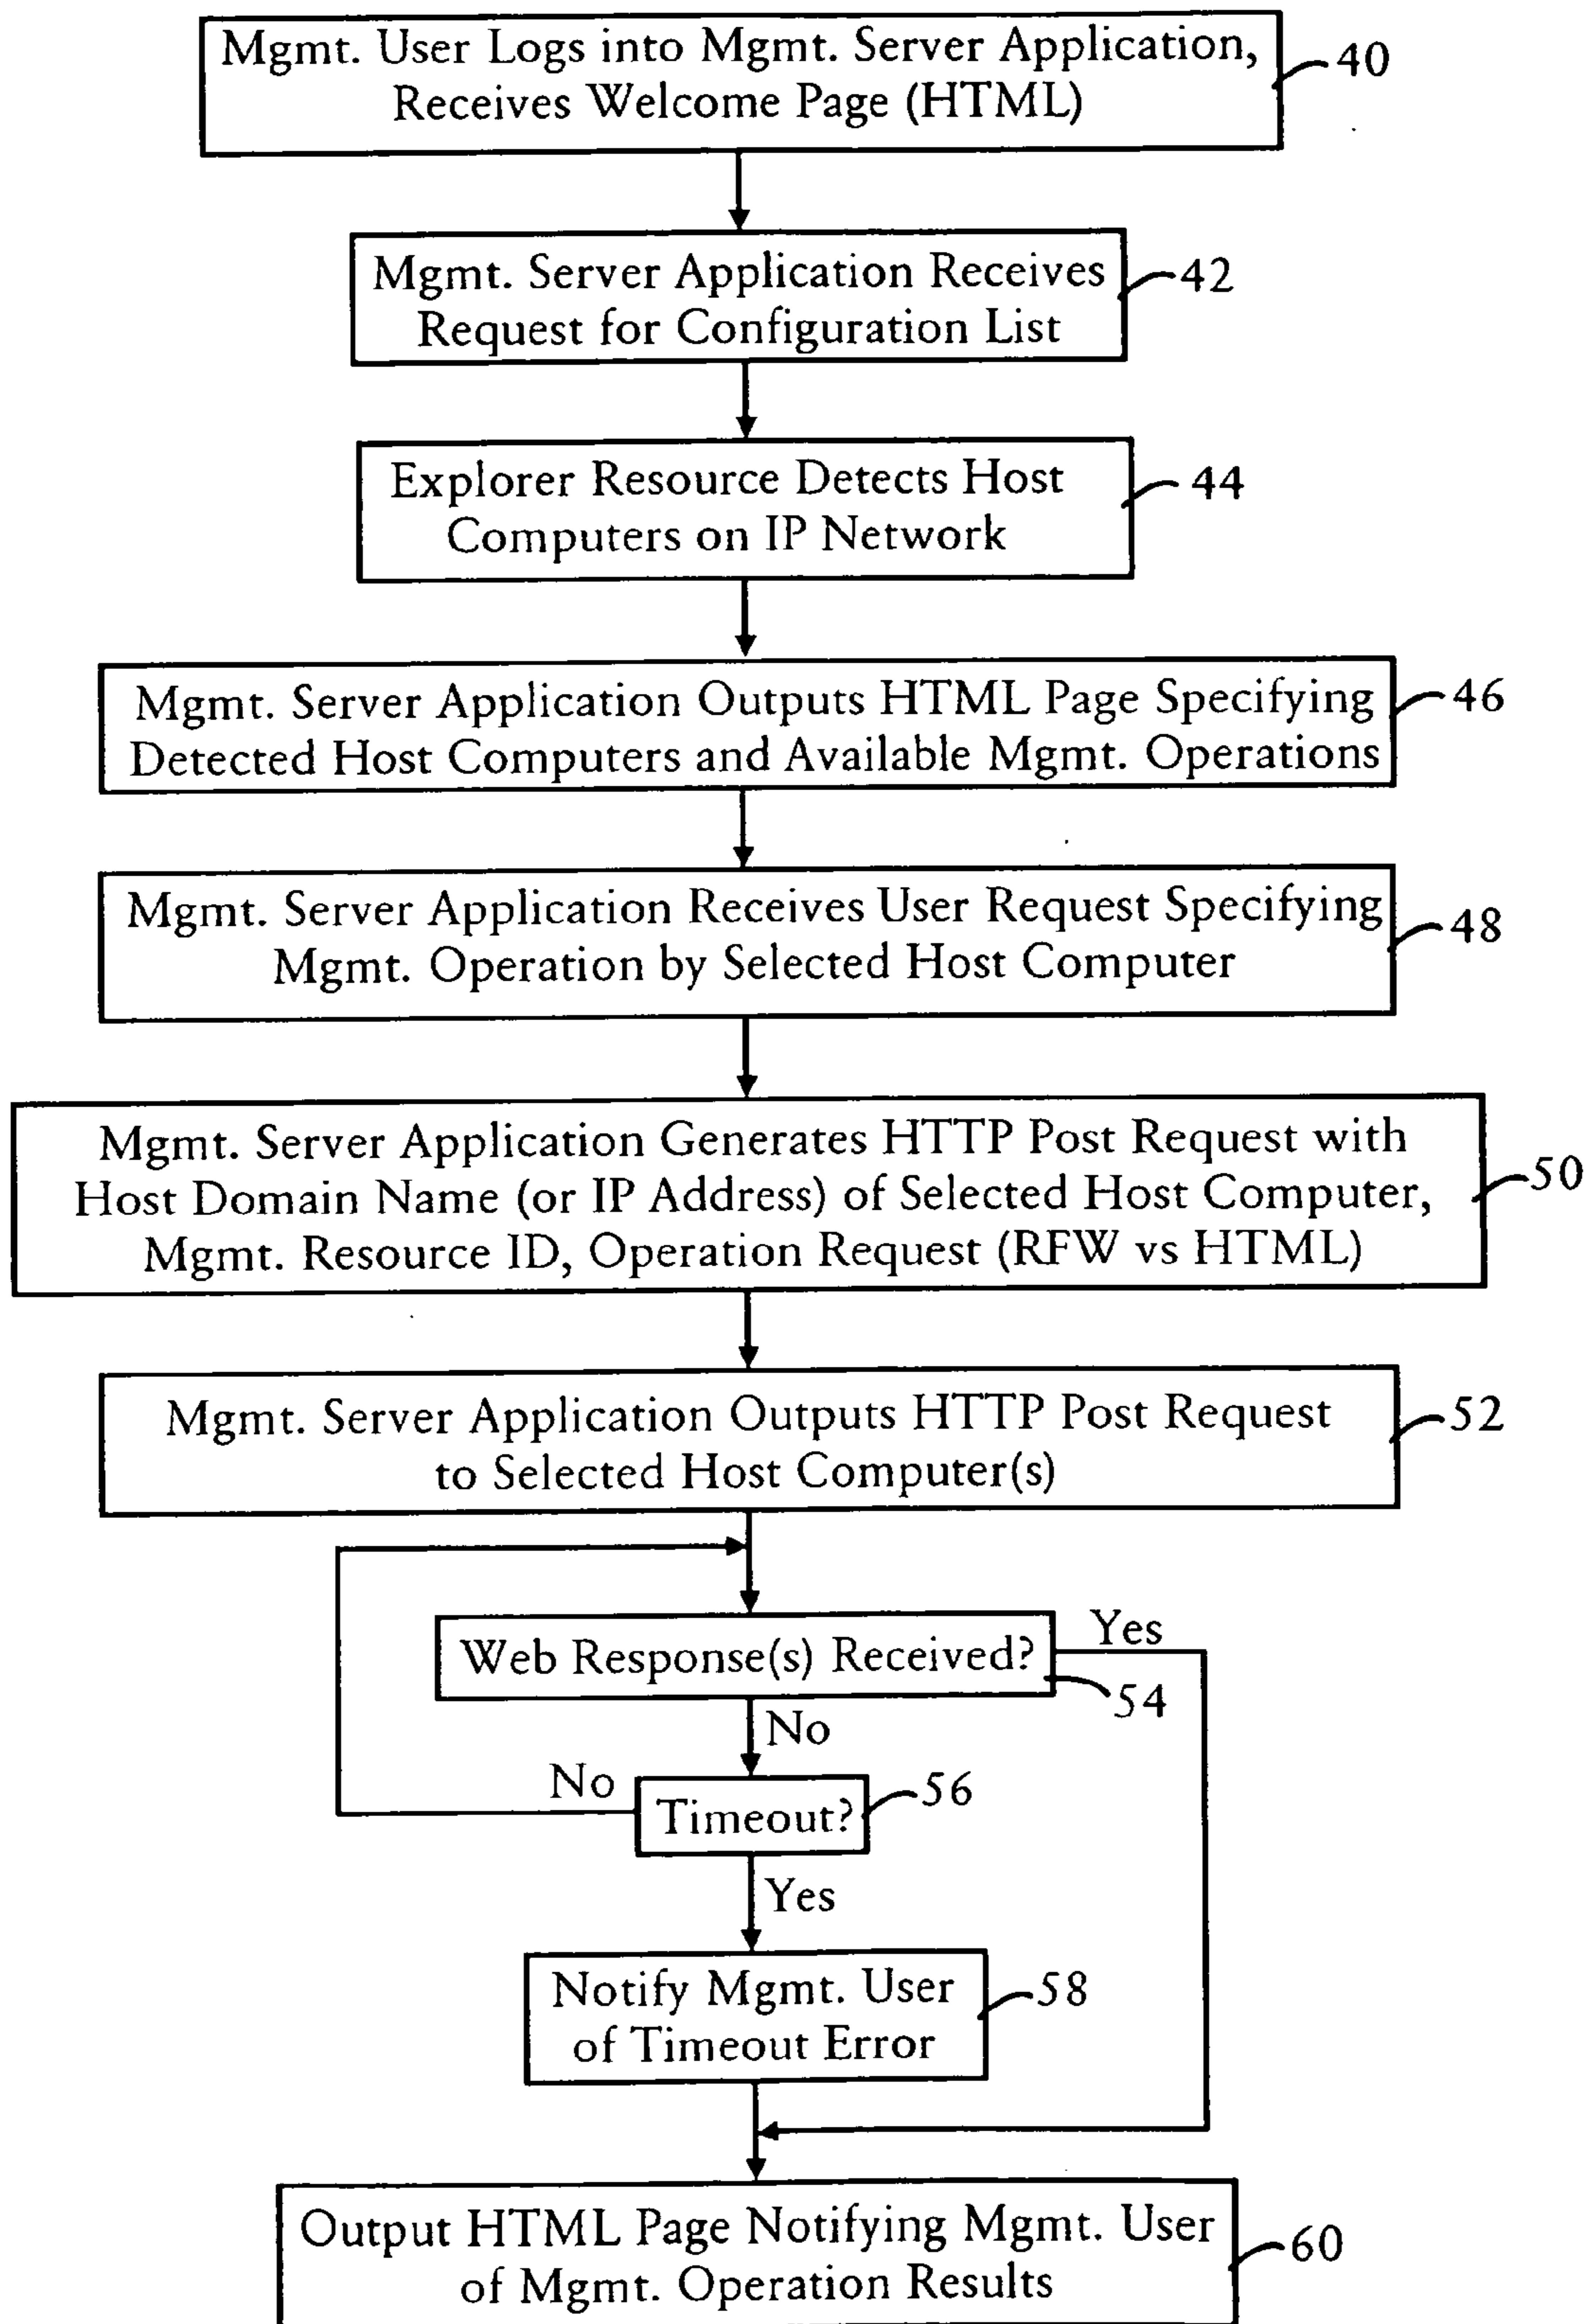 Mgmt. User Logs into Mgmt. Server Application,
Receives Welcome Page (HTML)
40
Mgmt. Server Application Receives
Request for Configuration List
42
Explorer Resource Detects Host
Computers on IP Network
44
Mgmt. Server Application Outputs HTML Page Specifying
Detected Host Computers and Available Mgmt. Operations
46
Mgmt. Server Application Receives User Request Specifying
Mgmt. Operation by Selected Host Computer
48
Mgmt. Server Application Generates HTTP Post Request with
Host Domain Name (or IP Address) of Selected Host Computer,
Mgmt. Resource ID, Operation Request (RFW vs HTML)
50
Mgmt. Server Application Outputs HTTP Post Request
to Selected Host Computer(s)
52
Web Response(s) Received?
Yes
54
No
No
Timeout?
56
Yes
Notify Mgmt. User
of Timeout Error
58
Output HTML Page Notifying Mgmt. User
of Mgmt. Operation Results
60